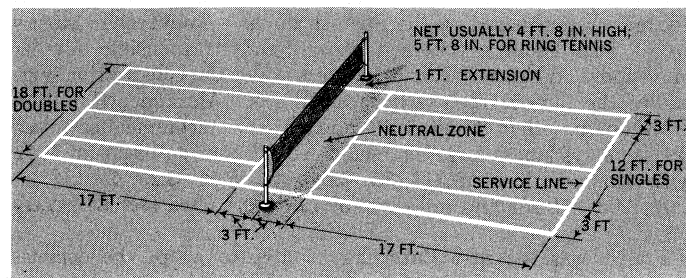 NET USUALLY 4 FT. 8 IN. HIGH;
5 FT. 8 IN. FOR RING TENNIS
1 FT. EXTENSION
18 FT. FOR
DOUBLES
NEUTRAL ZONE
3 FT.
12 FT. FOR
SINGLES
SERVICE LINE
3 FT
17 FT.
3 FT.
17 FT.